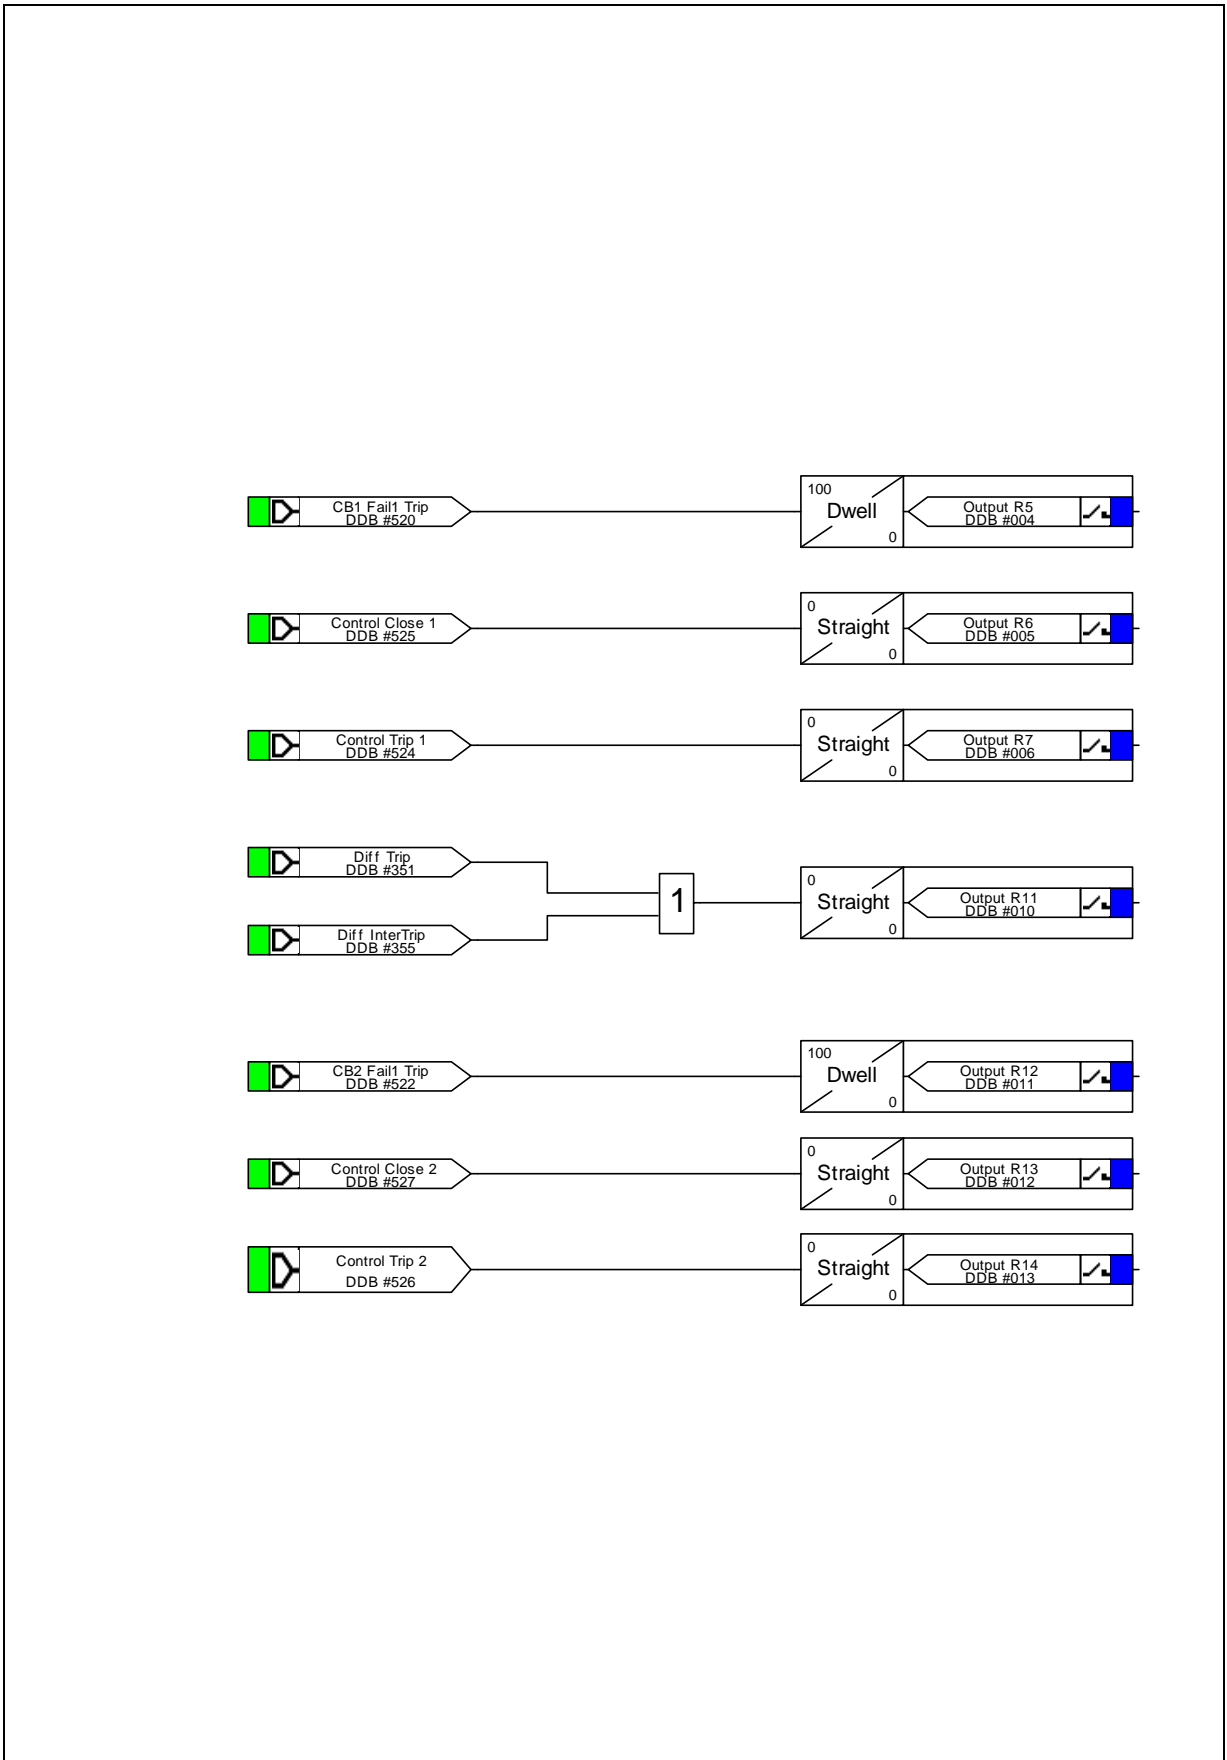 CB1 Fail1 Trip
DDB #520
100
Dwell
0
Output R5
DDB #004
Control Close 1
DDB #525
0
Straight
0
Output R6
DDB #005
Control Trip 1
DDB #524
0
Straight
0
Output R7
DDB #006
Diff Trip
DDB #351
Diff InterTrip
DDB #355
1
0
Straight
0
Output R11
DDB #010
CB2 Fail1 Trip
DDB #522
100
Dwell
0
Output R12
DDB #011
Control Close 2
DDB #527
0
Straight
0
Output R13
DDB #012
Control Trip 2
DDB #526
0
Straight
0
Output R14
DDB #013